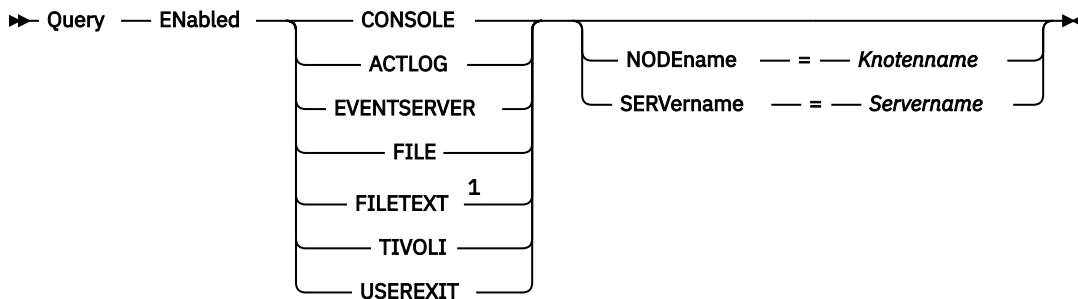 Query ENabled CONSOLE
ACTLOG
EVENTSERVER
FILE
FILETEXT 1
TIVOLI
USEREXIT
NODEname = Knotenname
SERVername = Servername